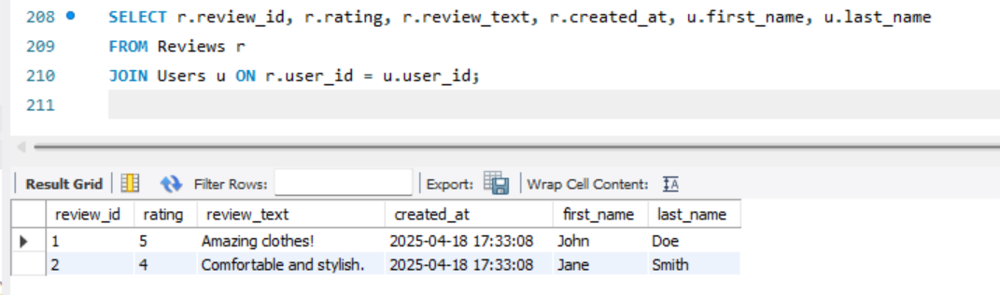 208 SELECT r.review_id, r.rating, r.review_text, r.created_at, u.first_name, u.last_name
209 FROM Reviews r
210 JOIN Users u ON r.user_id = u.user_id;
211
Result Grid Filter Rows: Export: Wrap Cell Content: IA
review_id rating review_text created_at first_name last_name
1 5 Amazing clothes! 2025-04-18 17:33:08 John Doe
2 4 Comfortable and stylish. 2025-04-18 17:33:08 Jane Smith